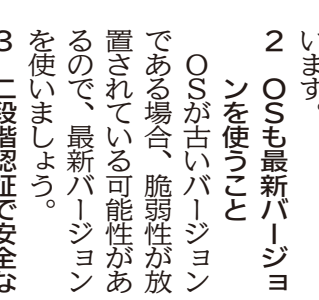 います。
2　OSも最新バージョ
ンを使うこと
OSが古いバージョン
である場合、脆弱性が放
置されている可能性があ
るので、最新バージョン
を使いましょう。
3　二段階認証で安全な